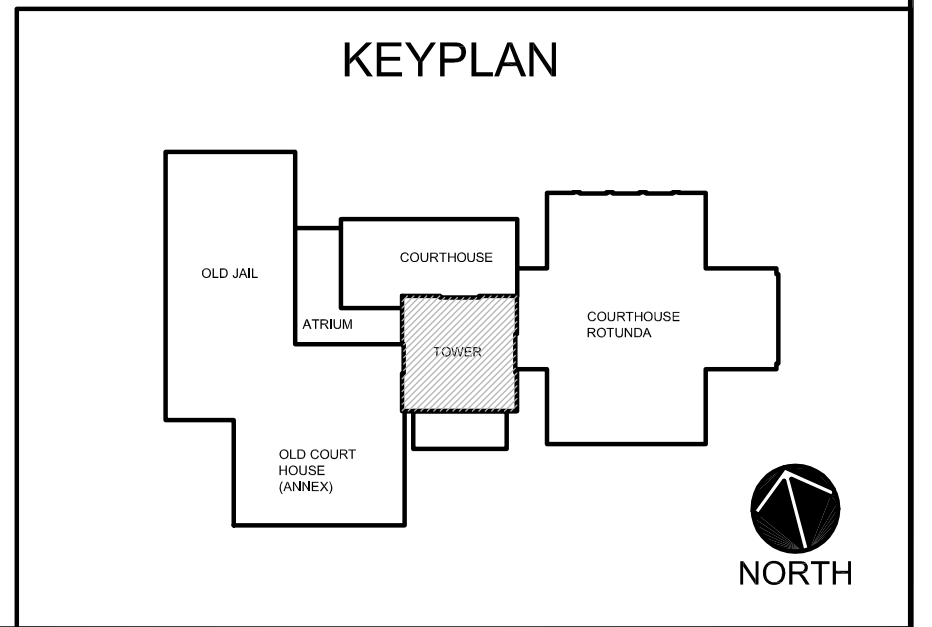 KEYPLAN
COURTHOUSE
OLD JAIL
COURTHOUSE
ROTUNDA
ATRIUM
TOWER
OLD COURT
HOUSE
(ANNEX)
NORTH